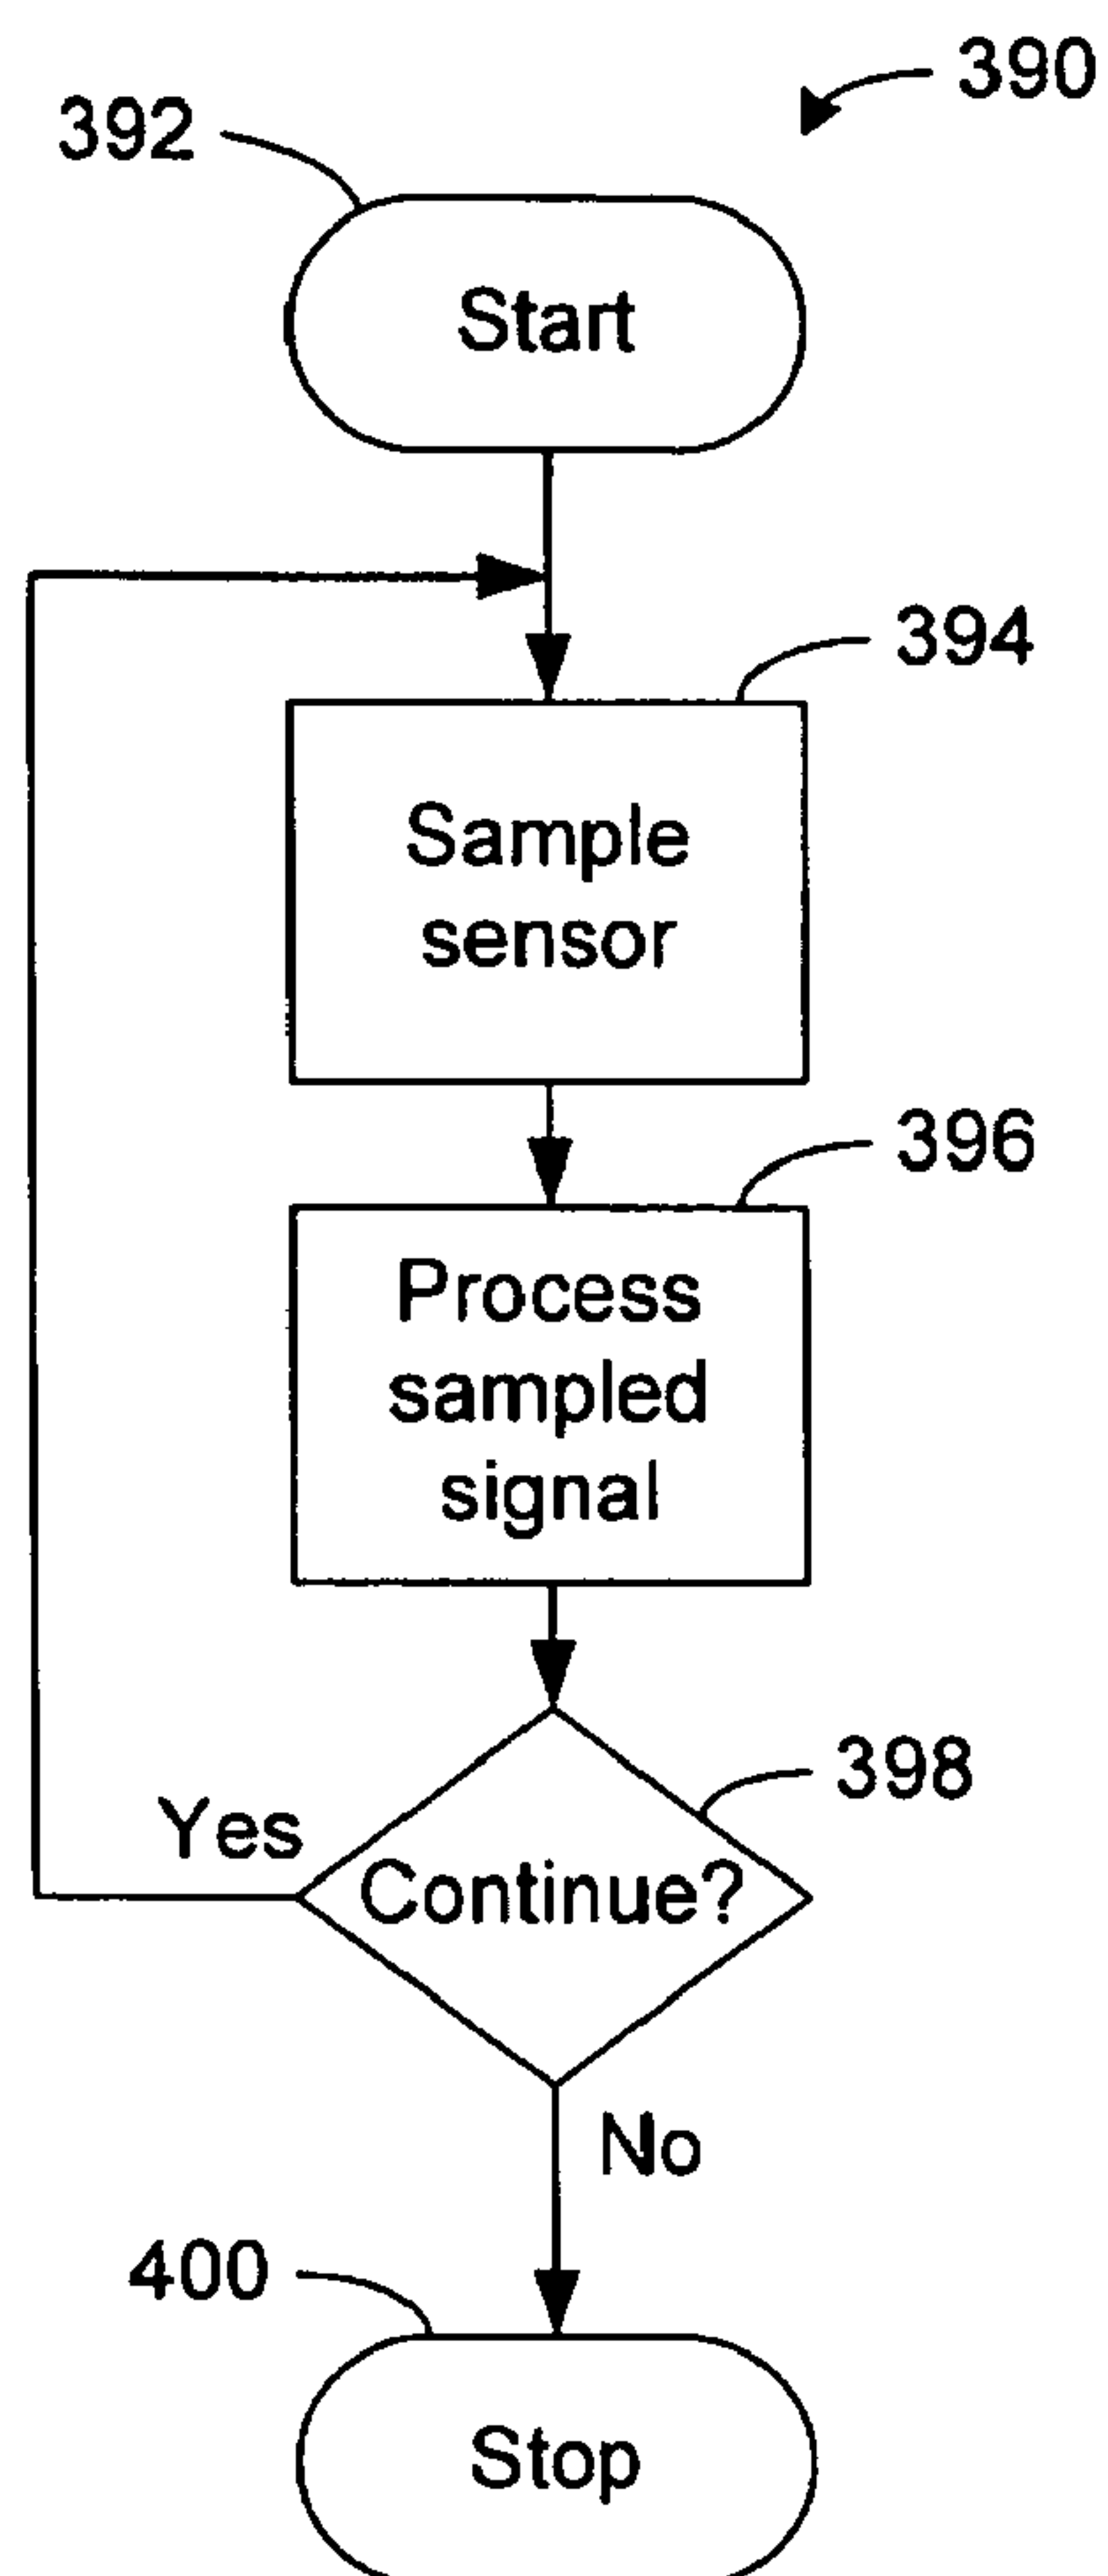 390
392
Start
394
Sample
sensor
396
Process
sampled
signal
398
Yes
Continue?
No
400
Stop